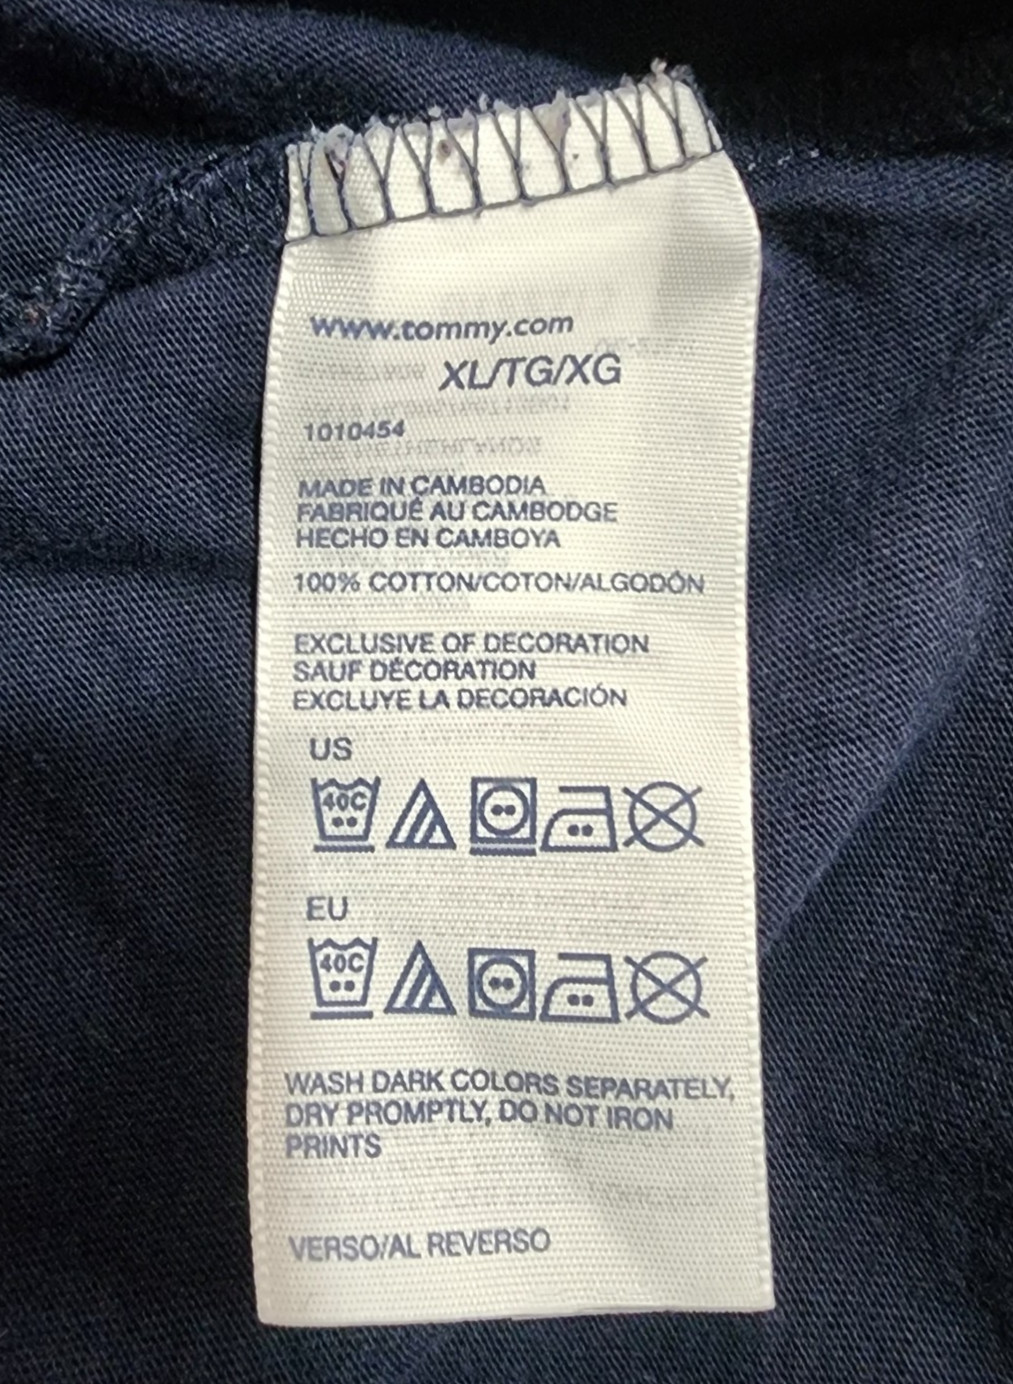 www.tommy.com
XL/TG/XG
1010454
MADE IN CAMBODIA
FABRIQUÉ AU CAMBODGE
HECHO EN CAMBOYA
100% COTTON/COTON/ALGODÓN
EXCLUSIVE OF DECORATION
SAUF DÉCORATION
EXCLUYE LA DECORACIÓN
US
40C
EU
40C
WASH DARK COLORS SEPARATELY,
DRY PROMPTLY, DO NOT IRON
PRINTS
VERSO/AL REVERSO